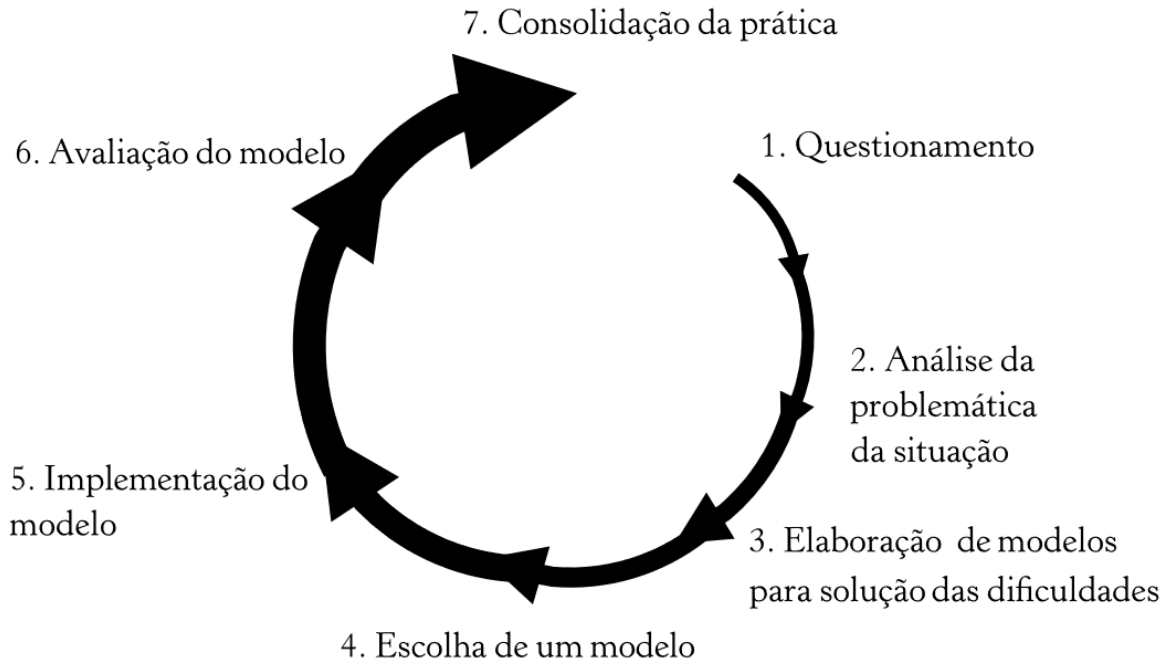 7. Consolidação da prática
6. Avaliação do modelo
1. Questionamento
2. Análise da
problemática
da situação
5. Implementação do
modelo
3. Elaboração de modelos
para solução das dificuldades
4. Escolha de um modelo